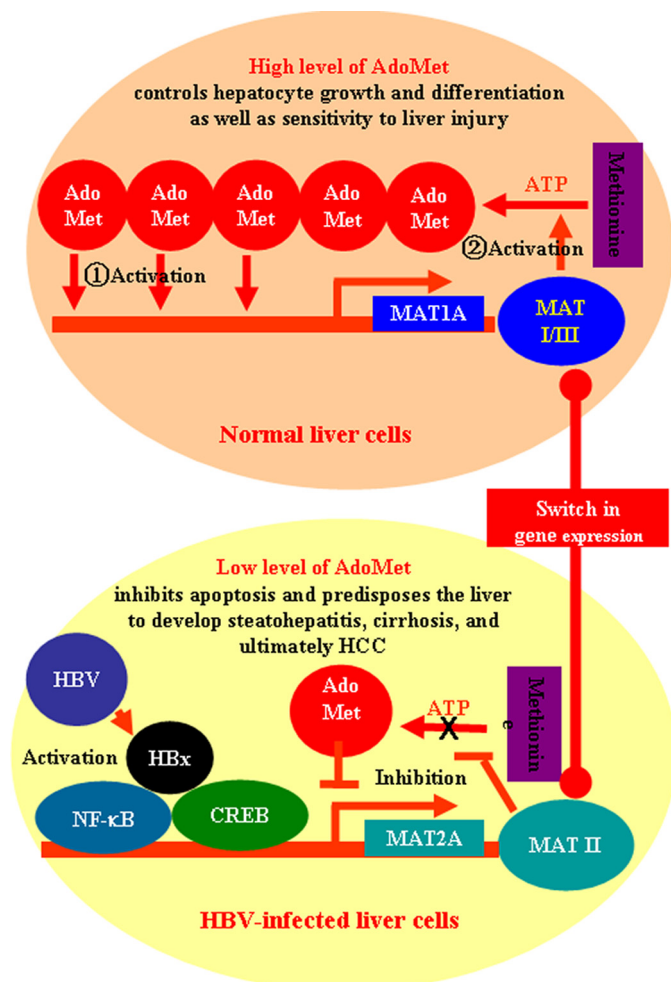 High level of AdoMet
controls hepatocyte growth and differentiation
as well as sensitivity to liver injury
Ado
Met
Ado
Met
Ado
Met
Ado
Met
Ado
Met
ATP
Methionine
①Activation
②Activation
MAT1A
MAT
I/III
Normal liver cells
Switch in
gene expression
Low level of AdoMet
inhibits apoptosis and predisposes the liver
to develop steatohepatitis, cirrhosis, and
ultimately HCC
HBV
Activation
HBx
NF-κB
CREB
Ado
Met
ATP
X
Methionin
e
Inhibition
MAT2A
MAT II
HBV-infected liver cells